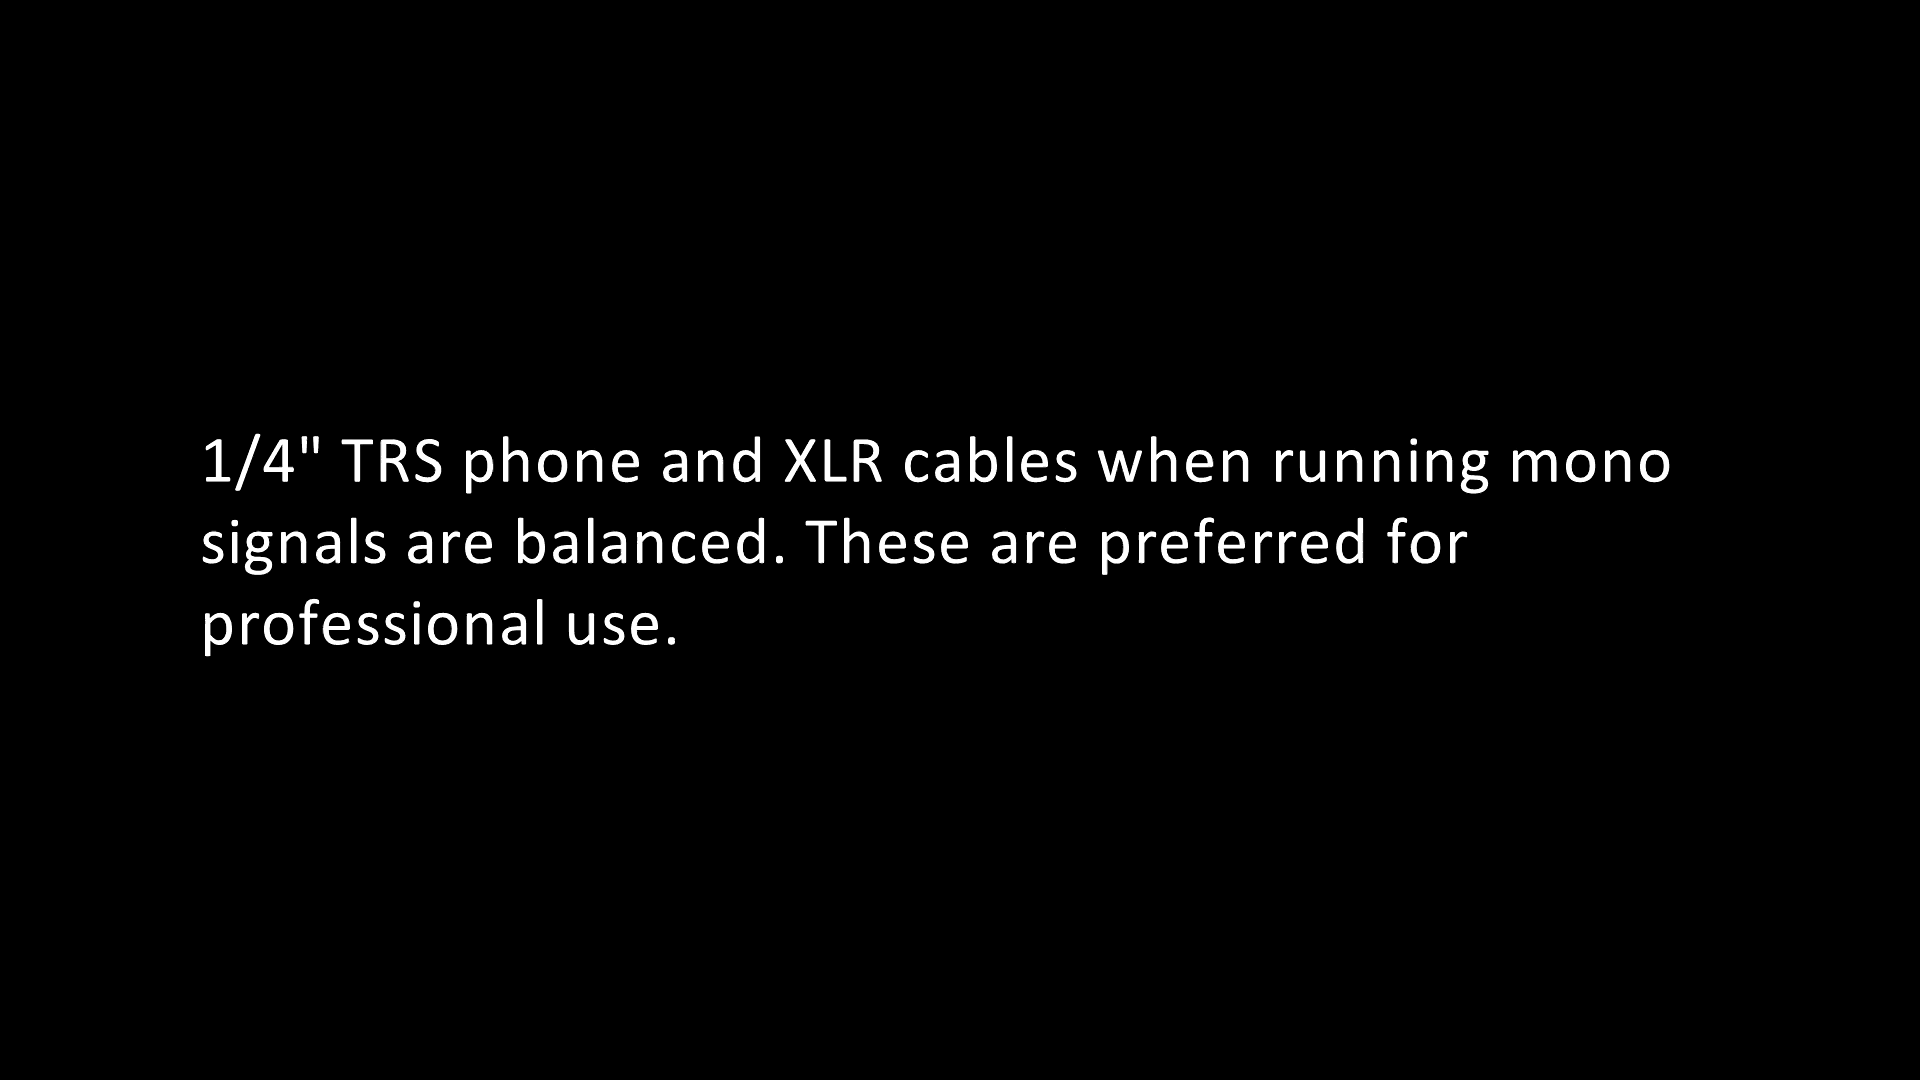 1/4" TRS phone and XLR cables when running mono
signals are balanced. These are preferred for
professional use.